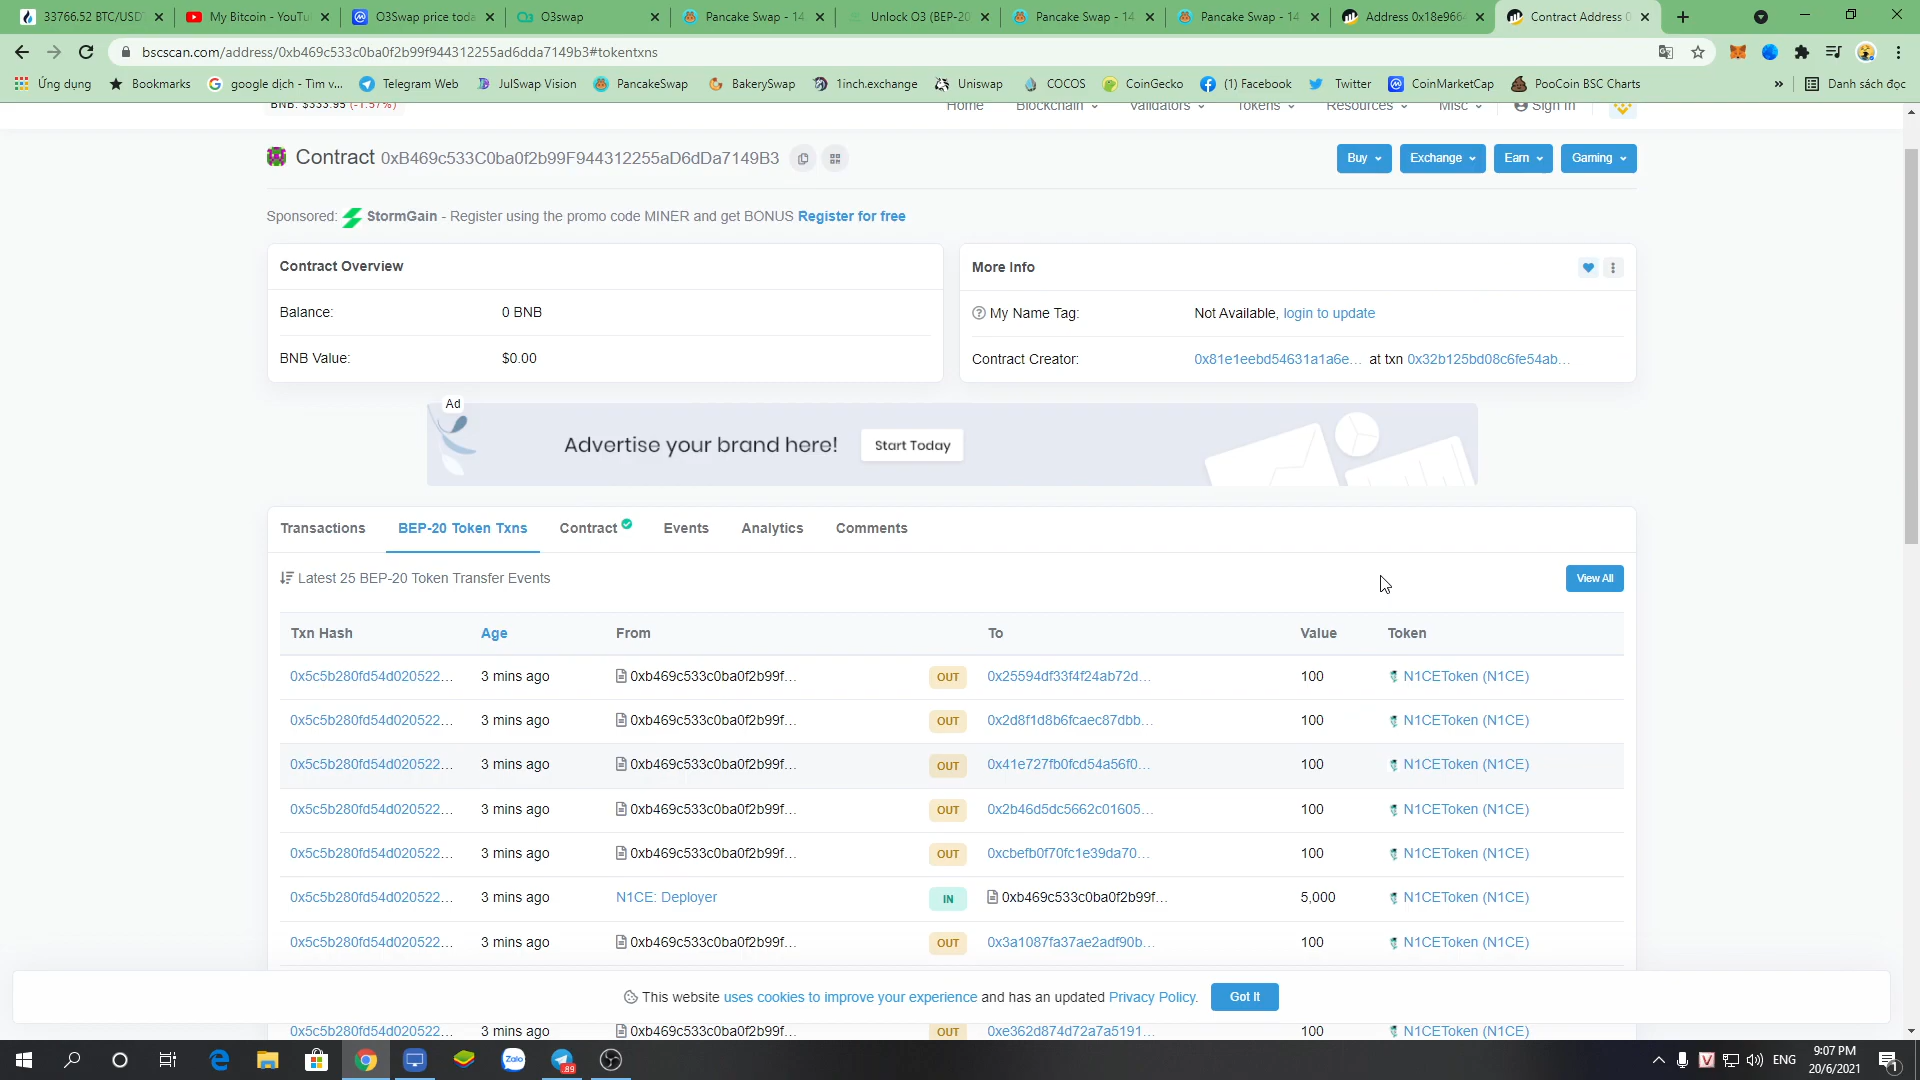 33766.52 BTC/USDT
My Bitcoin - YouTu
O3Swap price toda
O3swap
Pancake Swap - 14
Unlock O3 (BEP-20
Pancake Swap - 14
Pancake Swap - 14
Address 0x18e966
Contract Address 0
bscscan.com/address/0xb469c533c0ba0f2b99f944312255ad6dda7149b3#tokentxns
Ứng dụng
Bookmarks
google dịch - Tìm v...
Telegram Web
JulSwap Vision
PancakeSwap
BakerySwap
1inch.exchange
Uniswap
COCOS
CoinGecko
(1) Facebook
Twitter
CoinMarketCap
PooCoin BSC Charts
»
Danh sách đọc
BNB: $333.95 (-1.57%)
Home
Blockchain
Validators
Tokens
Resources
Misc
Sign In
Contract 0xB469c533C0ba0f2b99F944312255aD6dDa7149B3
Buy
Exchange
Earn
Gaming
Sponsored: StormGain - Register using the promo code MINER and get BONUS Register for free
Contract Overview
Balance: 0 BNB
BNB Value: $0.00
More Info
My Name Tag: Not Available, login to update
Contract Creator: 0x81e1eebd54631a1a6e... at txn 0x32b125bd08c6fe54ab...
Ad
Advertise your brand here! Start Today
Transactions
BEP-20 Token Txns
Contract
Events
Analytics
Comments
Latest 25 BEP-20 Token Transfer Events
View All
Txn Hash Age From To Value Token
0x5c5b280fd54d020522... 3 mins ago 0xb469c533c0ba0f2b99f... OUT 0x25594df33f4f24ab72d... 100 N1CEToken (N1CE)
0x5c5b280fd54d020522... 3 mins ago 0xb469c533c0ba0f2b99f... OUT 0x2d8f1d8b6fcaec87dbb... 100 N1CEToken (N1CE)
0x5c5b280fd54d020522... 3 mins ago 0xb469c533c0ba0f2b99f... OUT 0x41e727fb0fcd54a56f0... 100 N1CEToken (N1CE)
0x5c5b280fd54d020522... 3 mins ago 0xb469c533c0ba0f2b99f... OUT 0x2b46d5dc5662c01605... 100 N1CEToken (N1CE)
0x5c5b280fd54d020522... 3 mins ago 0xb469c533c0ba0f2b99f... OUT 0xcbefb0f70fc1e39da70... 100 N1CEToken (N1CE)
0x5c5b280fd54d020522... 3 mins ago N1CE: Deployer IN 0xb469c533c0ba0f2b99f... 5,000 N1CEToken (N1CE)
0x5c5b280fd54d020522... 3 mins ago 0xb469c533c0ba0f2b99f... OUT 0x3a1087fa37ae2adf90b... 100 N1CEToken (N1CE)
This website uses cookies to improve your experience and has an updated Privacy Policy. Got It
0x5c5b280fd54d020522... 3 mins ago 0xb469c533c0ba0f2b99f... OUT 0xe362d874d72a7a5191... 100 N1CEToken (N1CE)
Zalo
89
ENG
9:07 PM
20/6/2021
1